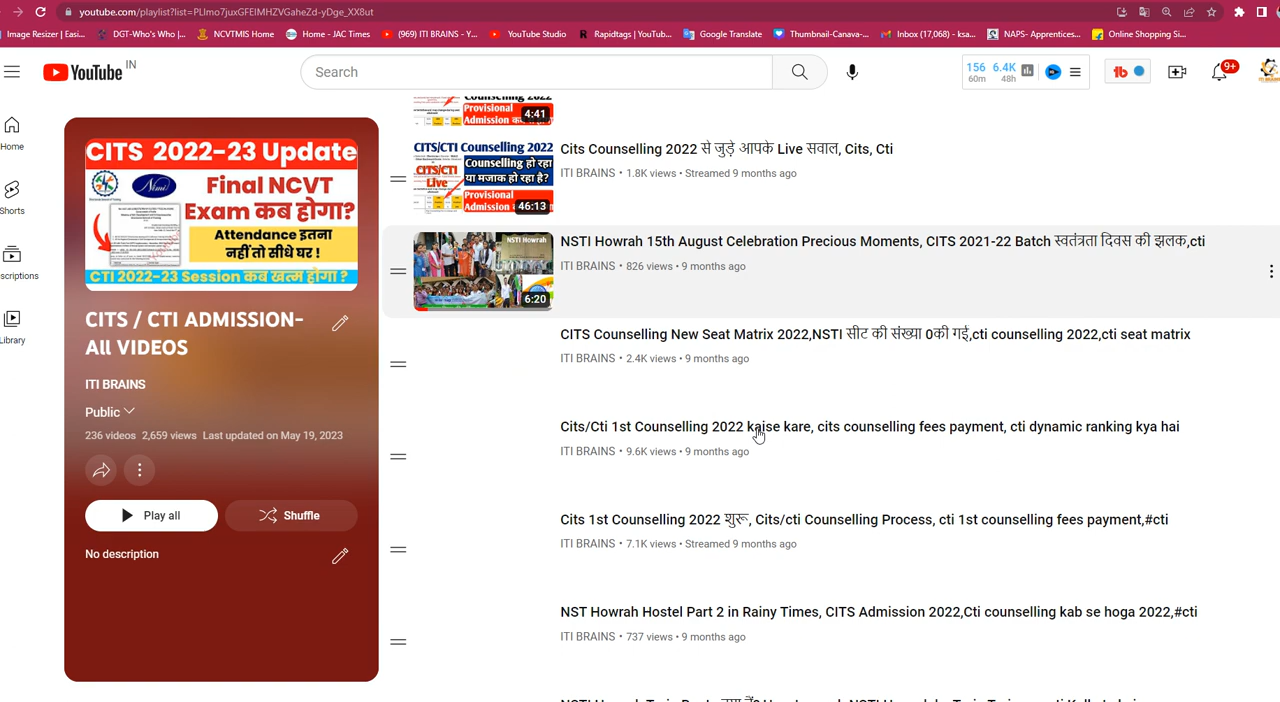 youtube.com/playlist?list=PLImo7juxGFEIMHZVGaheZd-yDge_XX8ut
Image Resizer | Easi...
DGT-Who's Who |...
NCVTMIS Home
Home - JAC Times
(969) ITI BRAINS - Y...
YouTube Studio
Rapidtags | YouTub...
Google Translate
Thumbnail-Canava-...
Inbox (17,068) - ksa...
NAPS- Apprentices...
Online Shopping Si...
YouTube IN
Search
156 6.4K
60m 48h
9+
Home
Shorts
scriptions
Library
CITS 2022-23 Update
Final NCVT
Exam कब होगा?
Attendance इतना
नहीं तो सीधे घर !
CTI 2022-23 Session कब खत्म होगा ?
CITS / CTI ADMISSION-
All VIDEOS
ITI BRAINS
Public
236 videos 2,659 views Last updated on May 19, 2023
Play all
Shuffle
No description
Provisional
4:41
CITS/CTI Counselling 2022
Counselling हो रहा
या मजाक हो रहा है?
CITS/CTI
Live
Provisional
46:13
Cits Counselling 2022 से जुड़े आपके Live सवाल, Cits, Cti
ITI BRAINS • 1.8K views • Streamed 9 months ago
NSTI Howrah
6:20
NSTI Howrah 15th August Celebration Precious Moments, CITS 2021-22 Batch स्वतंत्रता दिवस की झलक,cti
ITI BRAINS • 826 views • 9 months ago
CITS Counselling New Seat Matrix 2022,NSTI सीट की संख्या 0की गई,cti counselling 2022,cti seat matrix
ITI BRAINS • 2.4K views • 9 months ago
Cits/Cti 1st Counselling 2022 kaise kare, cits counselling fees payment, cti dynamic ranking kya hai
ITI BRAINS • 9.6K views • 9 months ago
Cits 1st Counselling 2022 शुरू, Cits/cti Counselling Process, cti 1st counselling fees payment,#cti
ITI BRAINS • 7.1K views • Streamed 9 months ago
NST Howrah Hostel Part 2 in Rainy Times, CITS Admission 2022,Cti counselling kab se hoga 2022,#cti
ITI BRAINS • 737 views • 9 months ago